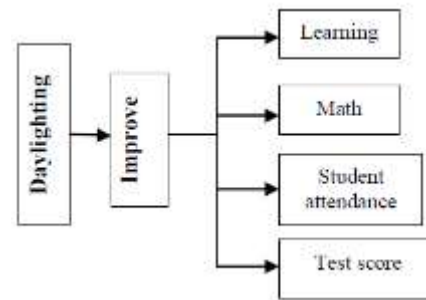 Daylighting
Improve
Learning
Math
Student
attendance
Test score